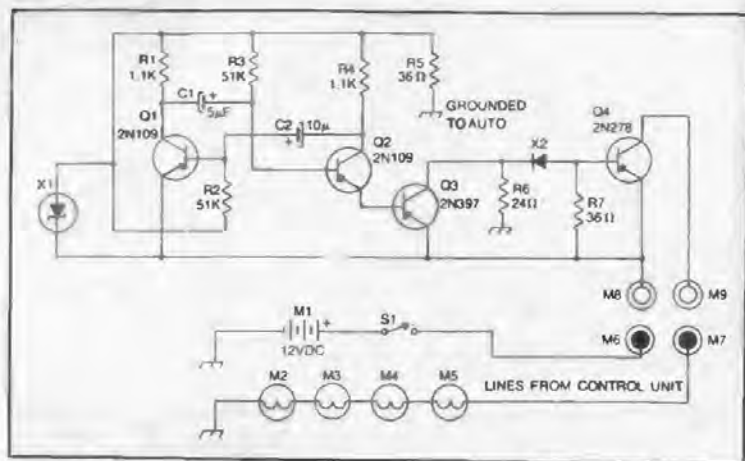 R1
1.1K
R3
51K
R4
1.1K
R5
36Ω
C1 +
5µF
GROUNDED
TO AUTO
Q4
2N278
Q1
2N109
C2 10µ
+
Q2
2N109
X2
X1
R2
51K
Q3
2N397
R6
24Ω
R7
36Ω
M8
M9
M1
+
S1
12VDC
M6
M7
M2
M3
M4
M5
LINES FROM CONTROL UNIT